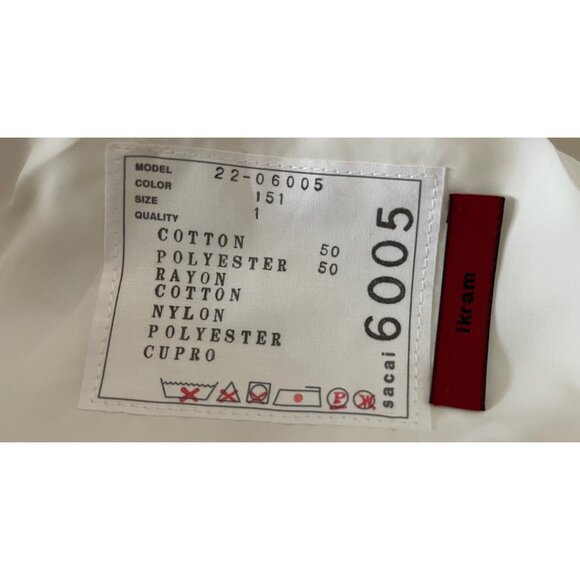 MODEL 22-06005
COLOR 151
SIZE 1
QUALITY
COTTON 50
POLYESTER 50
RAYON
COTTON
NYLON
POLYESTER
CUPRO
P
W
sacai 6005
ikram